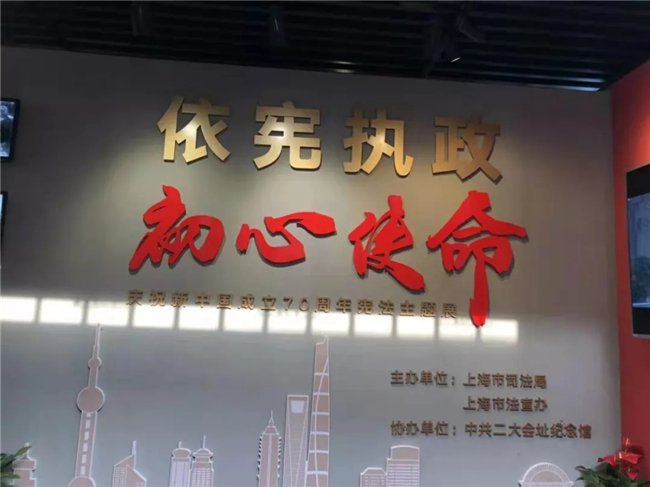 依宪执政
初心使命
庆祝新中国成立70周年宪法主题展
主办单位：上海市司法局
上海市法宣办
协办单位：中共二大会址纪念馆